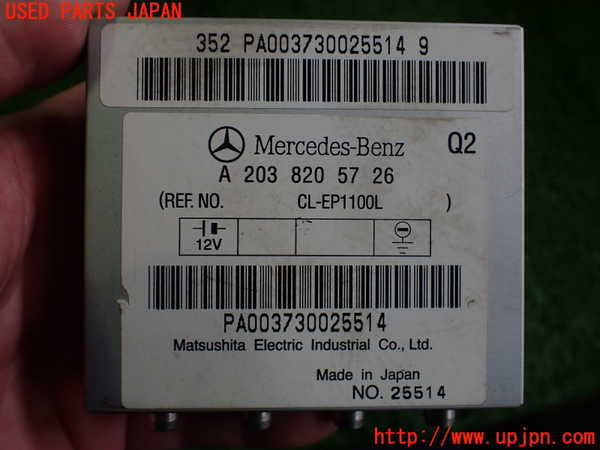 USED PARTS JAPAN
352 PA003730025514 9
Mercedes-Benz Q2
A 203 820 57 26
(REF. NO. CL-EP1100L )
12V
PA003730025514
Matsushita Electric Industrial Co., Ltd.
Made in Japan
NO. 25514
http://www.upjpn.com/